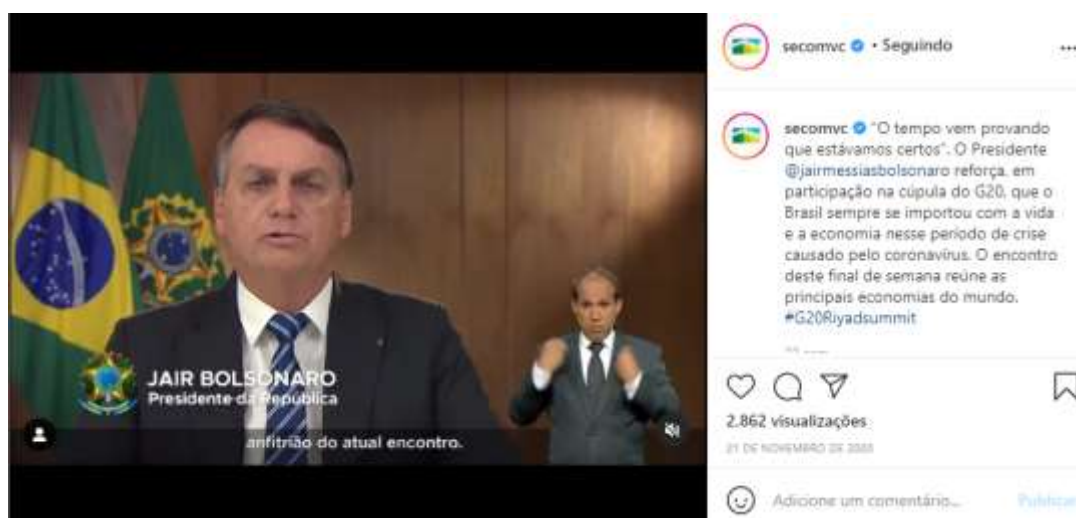 secomvc • Seguindo
secomvc "O tempo vem provando
que estávamos certos". O Presidente
@jairmessiasbolsonaro reforça, em
participação na cúpula do G20, que o
Brasil sempre se importou com a vida
e a economia nesse período de crise
causado pelo coronavírus. O encontro
deste final de semana reúne as
principais economias do mundo.
#G20Riyadsummit
JAIR BOLSONARO
Presidente da República
anfitrião do atual encontro.
2.862 visualizações
21 DE NOVEMBRO DE 2020
Adicione um comentário...
Publicar